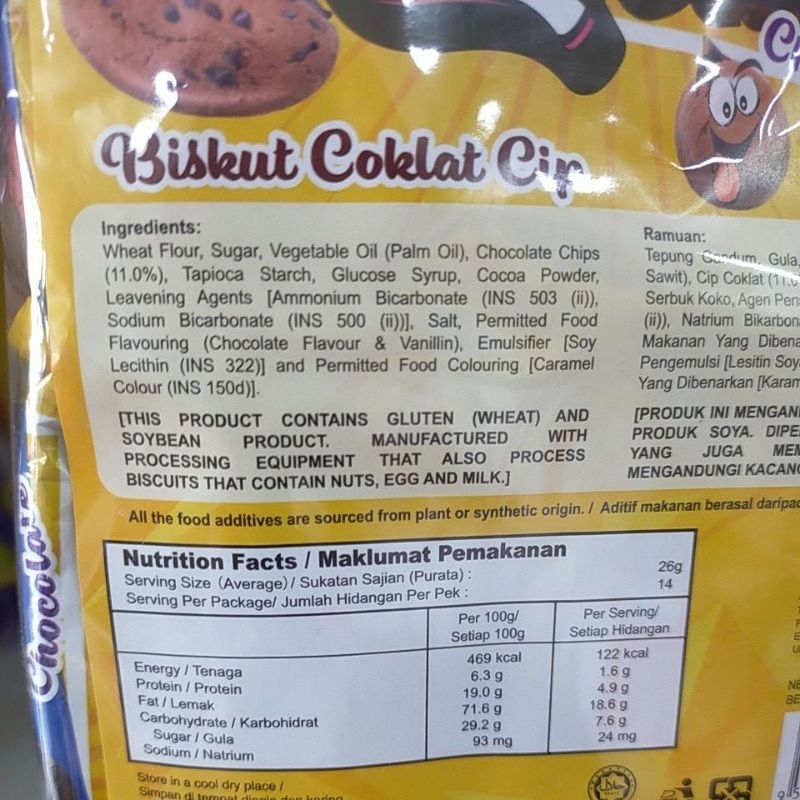 Biskut Coklat Cip
Ingredients:
Wheat Flour, Sugar, Vegetable Oil (Palm Oil), Chocolate Chips
(11.0%), Tapioca Starch, Glucose Syrup, Cocoa Powder,
Leavening Agents [Ammonium Bicarbonate (INS 503 (ii)),
Sodium Bicarbonate (INS 500 (ii))], Salt, Permitted Food
Flavouring (Chocolate Flavour & Vanillin), Emulsifier [Soy
Lecithin (INS 322)] and Permitted Food Colouring [Caramel
Colour (INS 150d)].
[THIS PRODUCT CONTAINS GLUTEN (WHEAT) AND
SOYBEAN PRODUCT. MANUFACTURED WITH
PROCESSING EQUIPMENT THAT ALSO PROCESS
BISCUITS THAT CONTAIN NUTS, EGG AND MILK.]
Ramuan:
Tepung Gandum, Gula,
Sawit), Cip Coklat
Serbuk Koko, Agen
(ii)), Natrium
Makanan Yang
Pengemulsi [Lesitin
Yang Dibenarkan
[PRODUK INI
PRODUK SOYA.
YANG JUGA
MENGANDUNGI
All the food additives are sourced from plant or synthetic origin. / Aditif makanan berasal
Nutrition Facts / Maklumat Pemakanan
Serving Size (Average) / Sukatan Sajian (Purata) : 26g
Serving Per Package/ Jumlah Hidangan Per Pek : 14
Per 100g/ Per Serving/
Setiap 100g Setiap Hidangan
Energy / Tenaga 469 kcal 122 kcal
Protein / Protein 6.3 g 1.6 g
Fat / Lemak 19.0 g 4.9 g
Carbohydrate / Karbohidrat 71.6 g 18.6 g
Sugar / Gula 29.2 g 7.6 g
Sodium / Natrium 93 mg 24 mg
Store in a cool dry place /
Simpan di tempat dingin dan kering
Chocolate